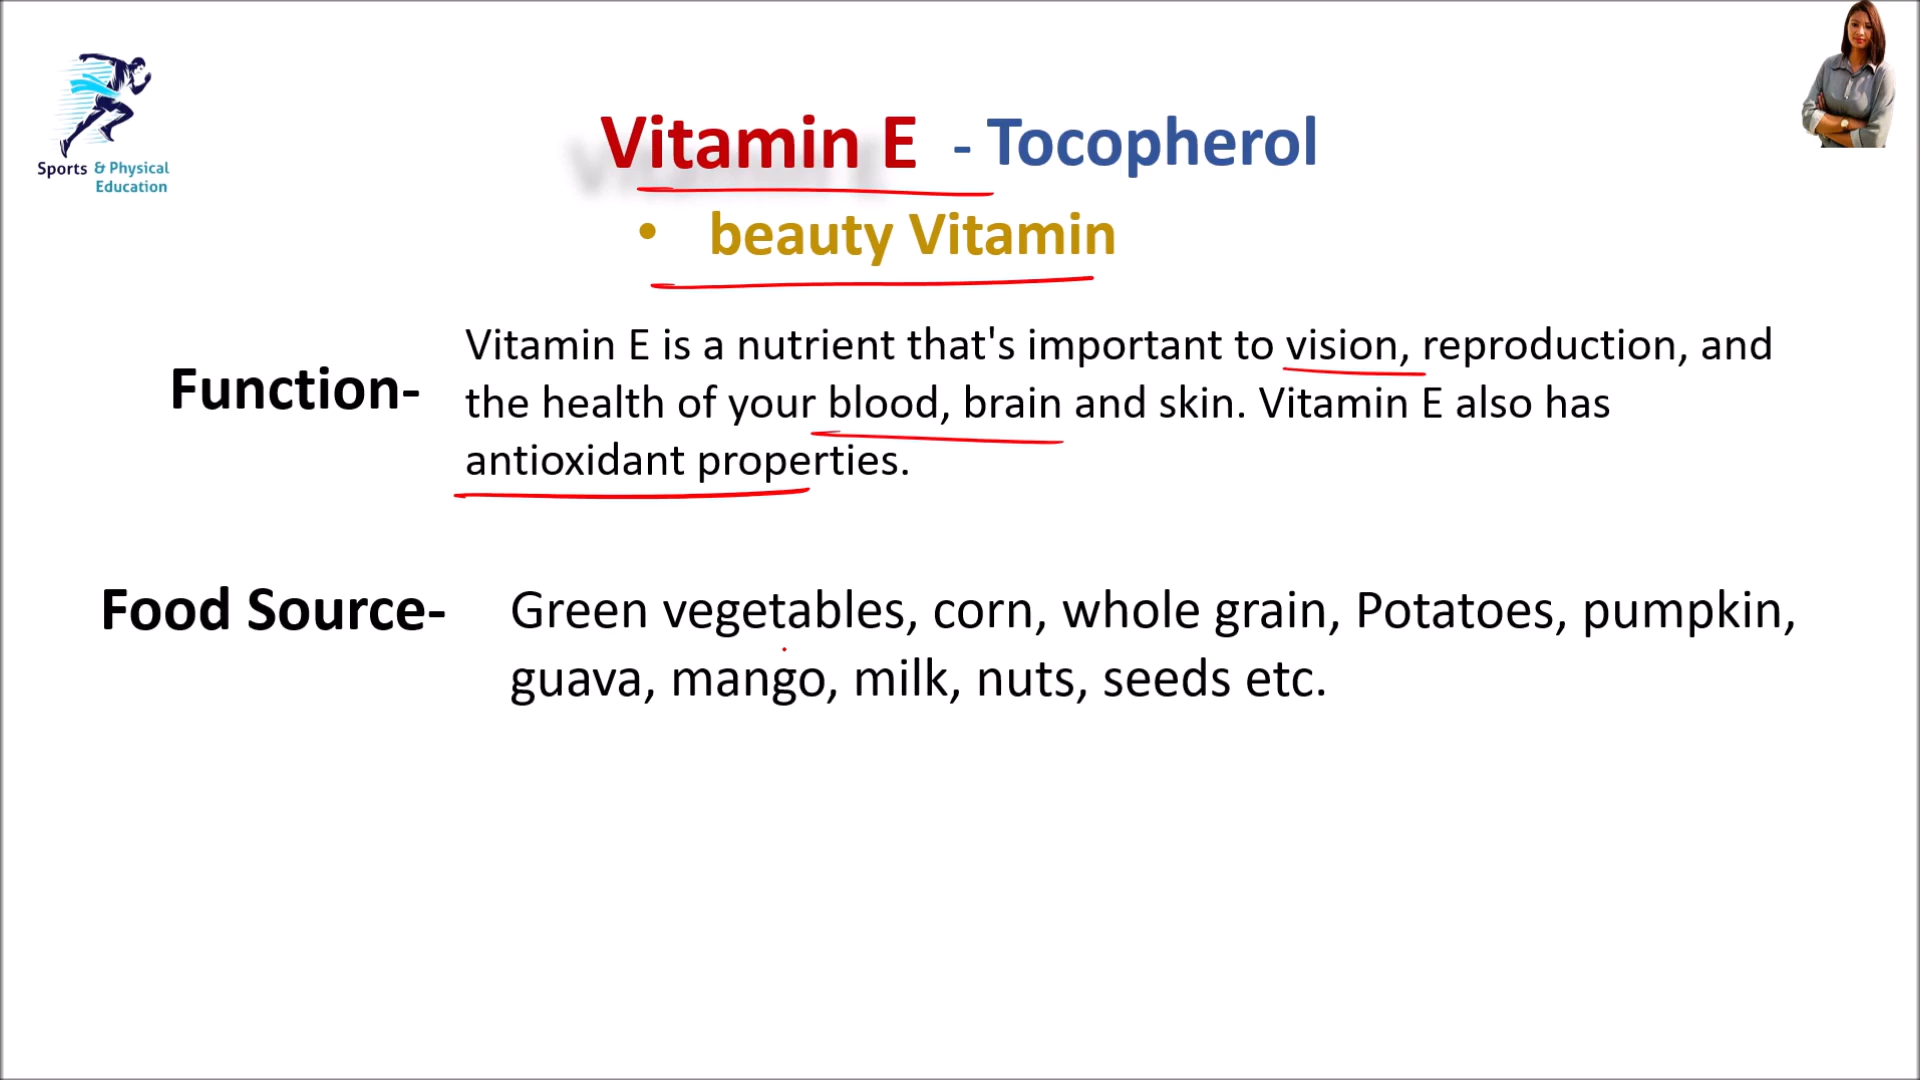 Sports & Physical
Education
Vitamin E - Tocopherol
• beauty Vitamin
Function-
Vitamin E is a nutrient that's important to vision, reproduction, and
the health of your blood, brain and skin. Vitamin E also has
antioxidant properties.
Food Source-
Green vegetables, corn, whole grain, Potatoes, pumpkin,
guava, mango, milk, nuts, seeds etc.